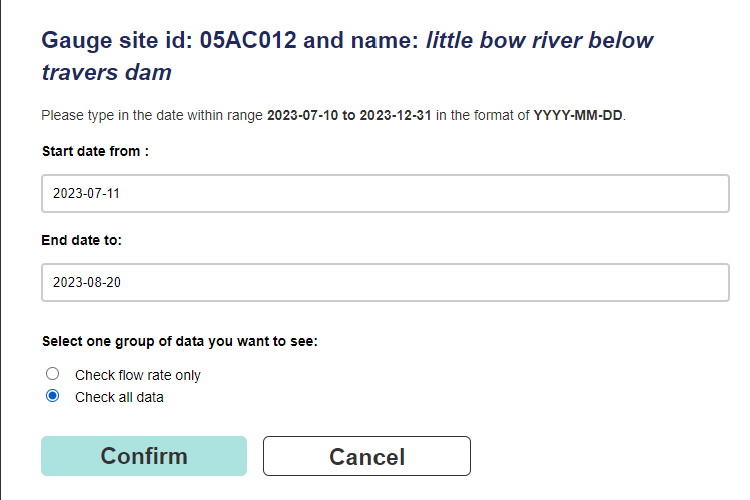 Gauge site id: 05AC012 and name: little bow river below
travers dam
Please type in the date within range 2023-07-10 to 2023-12-31 in the format of YYYY-MM-DD.
Start date from :
2023-07-11
End date to:
2023-08-20
Select one group of data you want to see:
Check flow rate only
Check all data
Confirm Cancel